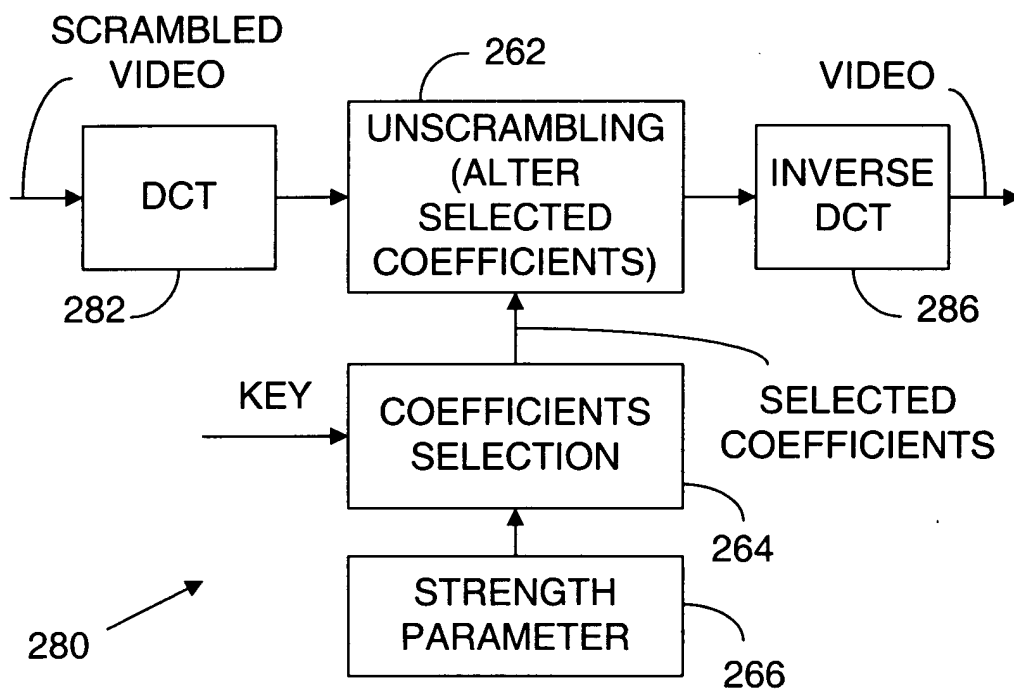 SCRAMBLED
VIDEO
262
VIDEO
DCT
UNSCRAMBLING
(ALTER
SELECTED
COEFFICIENTS)
INVERSE
DCT
282
286
KEY
COEFFICIENTS
SELECTION
SELECTED
COEFFICIENTS
264
STRENGTH
PARAMETER
280
266